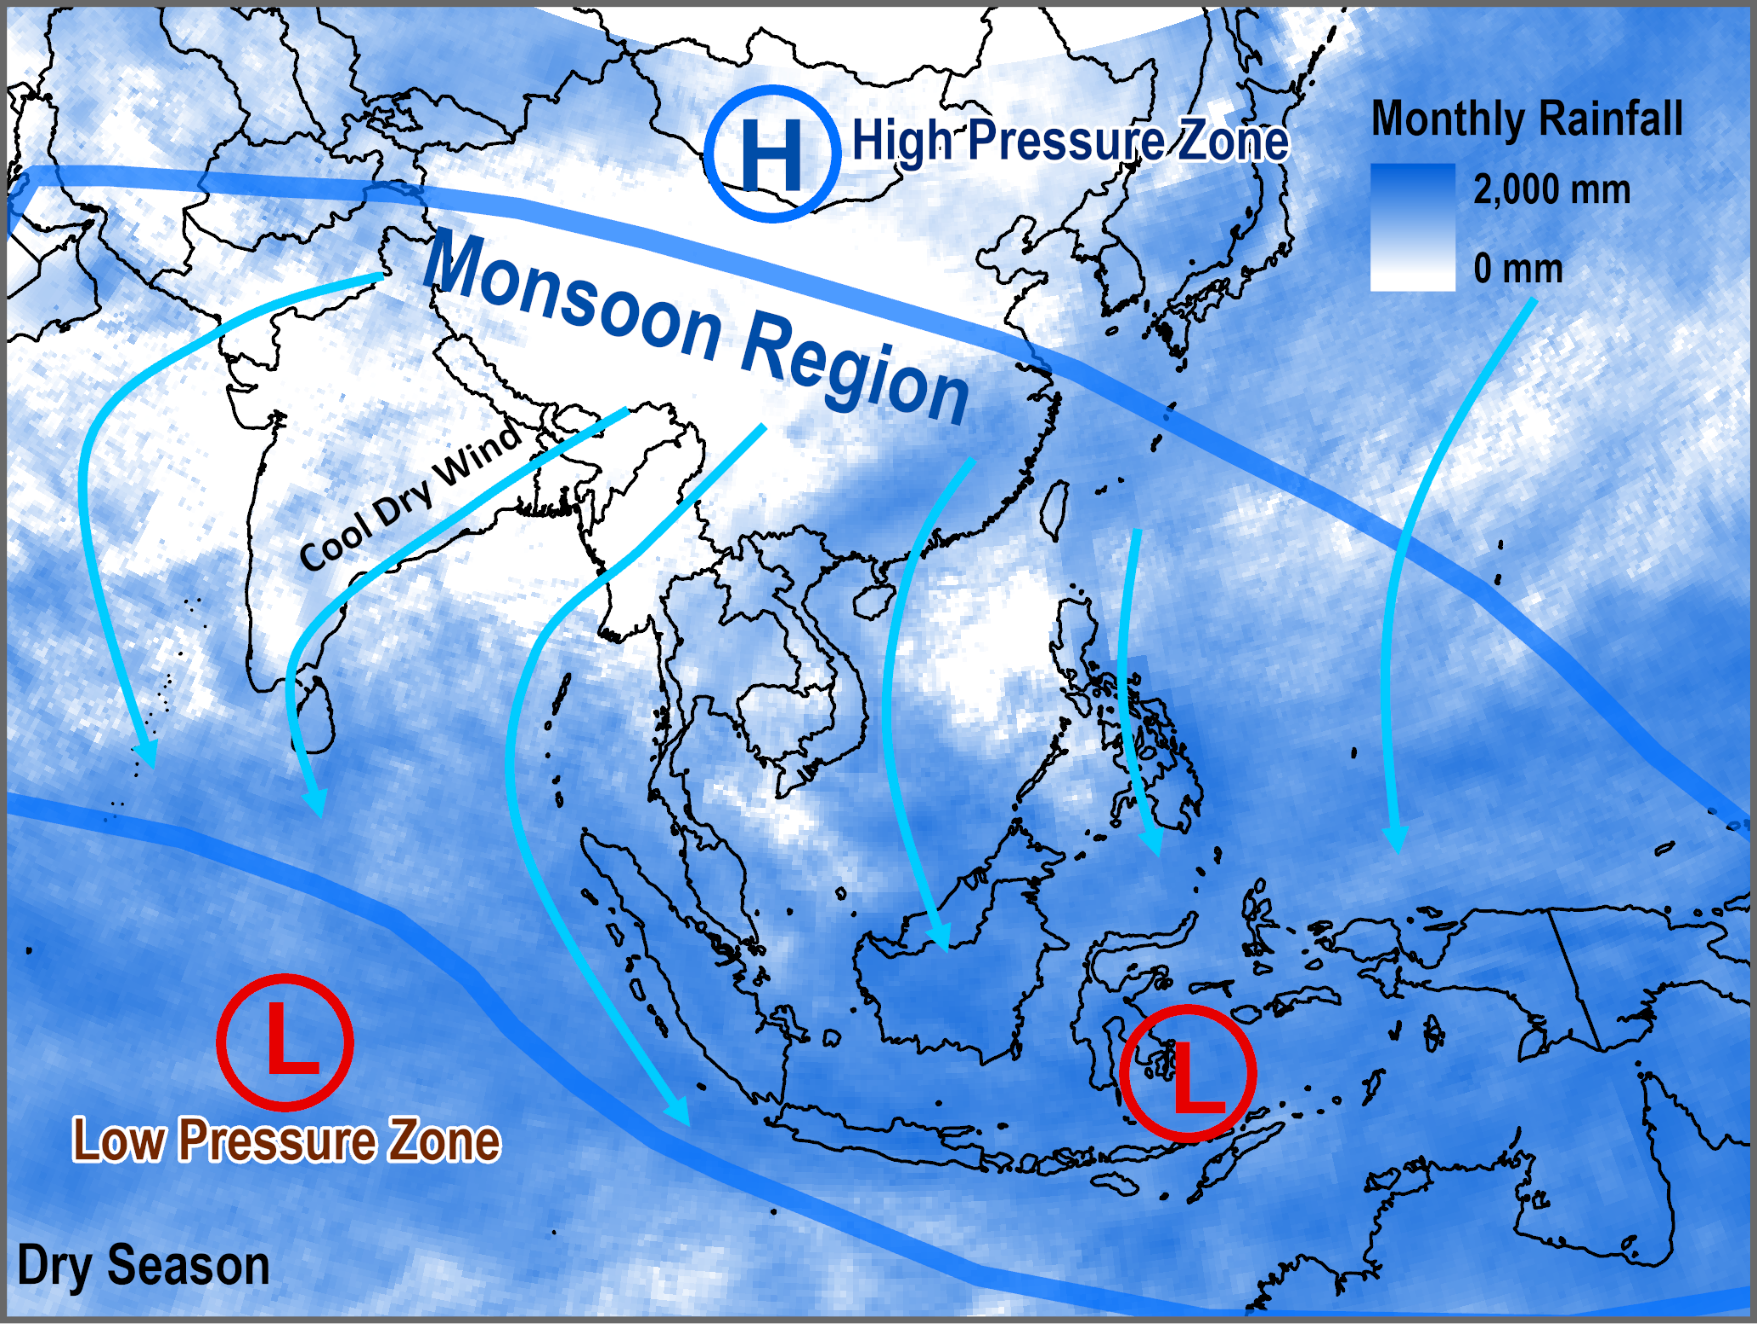 H
High Pressure Zone
Monthly Rainfall
2,000 mm
0 mm
Monsoon Region
Cool Dry Wind
L
Low Pressure Zone
L
Dry Season